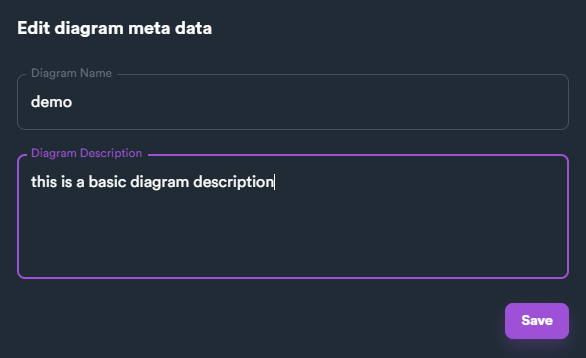 Edit diagram meta data
Diagram Name
demo
Diagram Description
this is a basic diagram description
Save